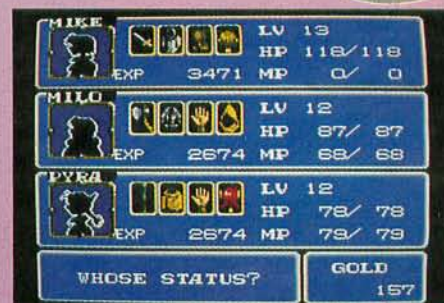 MIKE
LV 13
HP 118/118
EXP 3471 MP 0/ 0
MILO
LV 12
HP 87/ 87
EXP 2674 MP 68/ 68
PYRA
LV 12
HP 78/ 78
EXP 2674 MP 79/ 79
WHOSE STATUS?
GOLD
157